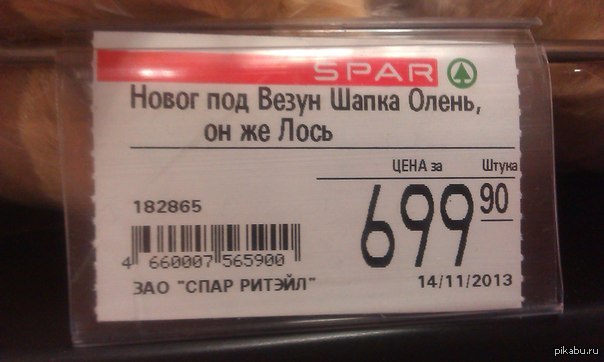 SPAR
Новог под Везун Шапка Олень,
он же Лось
ЦЕНА за Штука
699 90
182865
4 660007 565900
ЗАО "СПАР РИТЭЙЛ"
14/11/2013
pikabu.ru